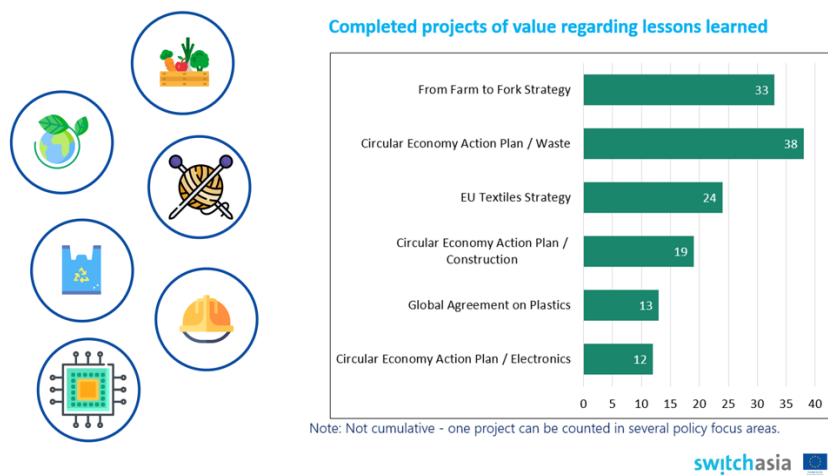 Completed projects of value regarding lessons learned
From Farm to Fork Strategy
33
Circular Economy Action Plan / Waste
38
EU Textiles Strategy
24
Circular Economy Action Plan /
Construction
19
Global Agreement on Plastics
13
Circular Economy Action Plan / Electronics
12
0 5 10 15 20 25 30 35 40
Note: Not cumulative - one project can be counted in several policy focus areas.
switchasia